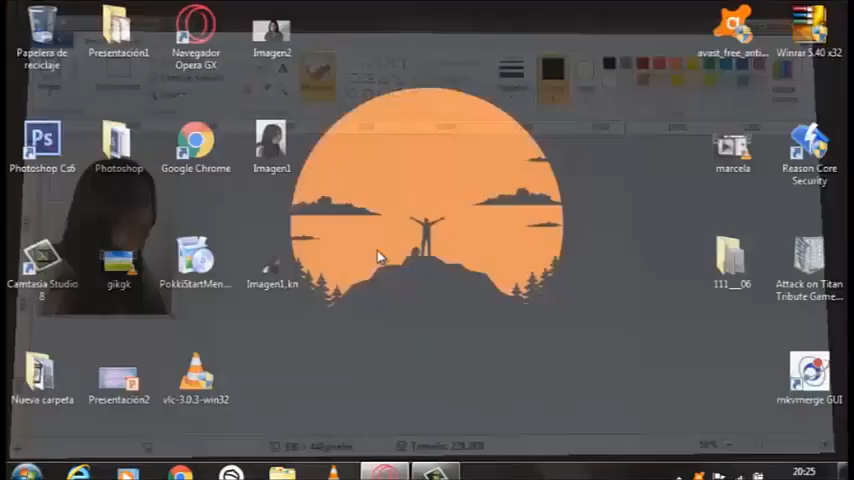 Papelera de
reciclaje
Presentación1
Navegador
Opera GX
Imagen2
avast_free_anti...
Winrar 5.40 x32
Ps
Photoshop Cs6
Photoshop
Google Chrome
Imagen1
marcela
Reason Core
Security
Camtasia Studio
8
gikgk
PokkiStartMen...
Imagen1,kn
111__06
Attack on Titan
Tribute Game...
Nueva carpeta
Presentación2
vlc-3.0.3-win32
mkvmerge GUI
50%
20:25